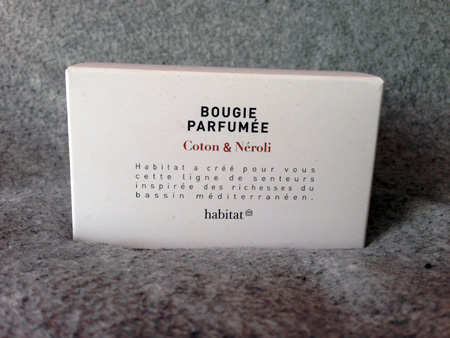 BOUGIE
PARFUMÉE
Coton & Néroli
Habitat a créé pour vous
cette ligne de senteurs
inspirée des richesses du
bassin méditerranéen.
habitat